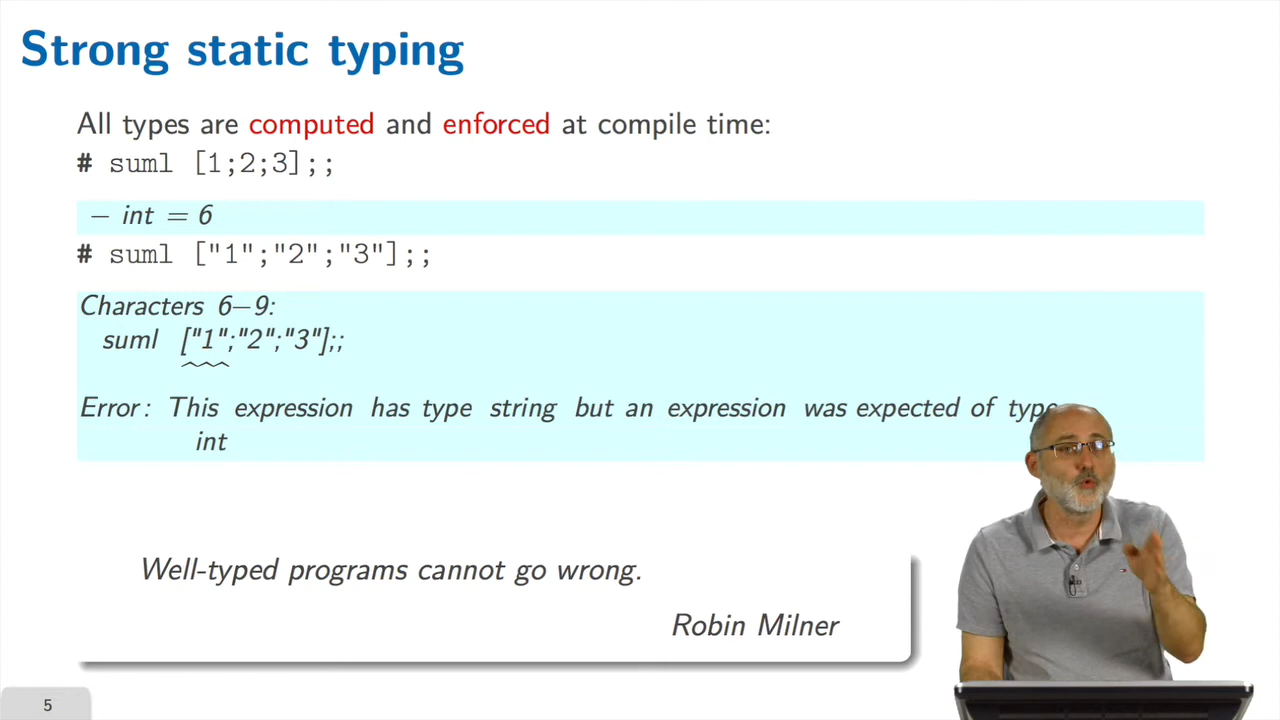 Strong static typing
All types are computed and enforced at compile time:
# suml [1;2;3];;
– int = 6
# suml ["1";"2";"3"];;
Characters 6–9:
suml ["1";"2";"3"];;
Error: This expression has type string but an expression was expected of type
int
Well-typed programs cannot go wrong.
Robin Milner
5